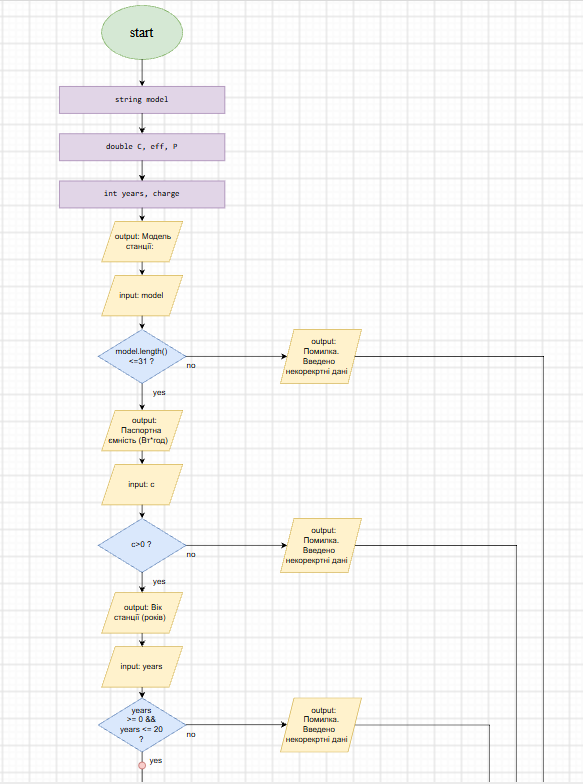 start
string model
double C, eff, P
int years, charge
output: Модель
станції:
input: model
model.length()
<=31 ?
no
output:
Помилка.
Введено
некорекртні дані
yes
output:
Паспортна
ємність (Вт*год)
input: c
c>0 ?
no
output:
Помилка.
Введено
некорекртні дані
yes
output: Вік
станції (років)
input: years
years
>= 0 &&
years <= 20
?
no
output:
Помилка.
Введено
некорекртні дані
yes